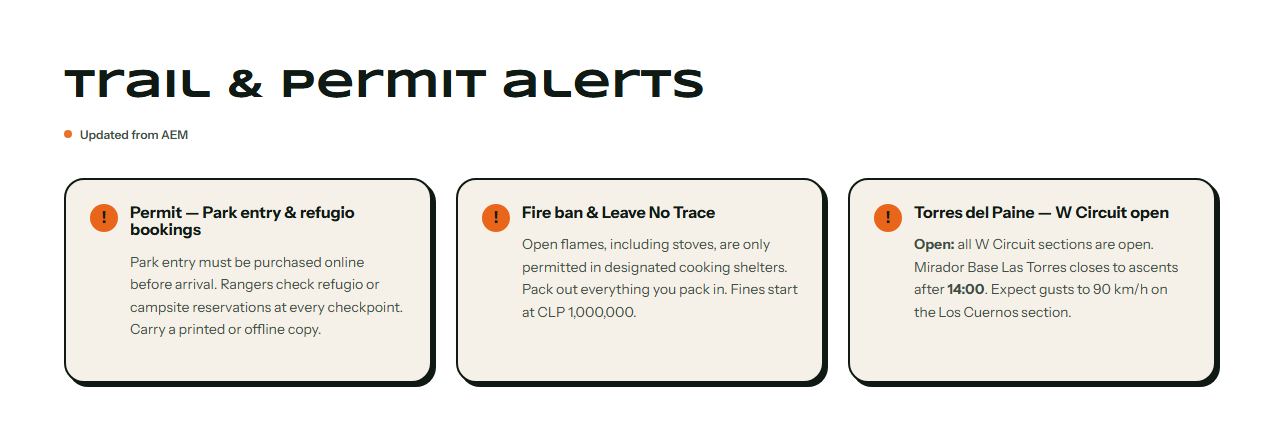 Trail & Permit alerts
Updated from AEM
!
Permit — Park entry & refugio
bookings
Park entry must be purchased online
before arrival. Rangers check refugio or
campsite reservations at every checkpoint.
Carry a printed or offline copy.
!
Fire ban & Leave No Trace
Open flames, including stoves, are only
permitted in designated cooking shelters.
Pack out everything you pack in. Fines start
at CLP 1,000,000.
!
Torres del Paine — W Circuit open
Open: all W Circuit sections are open.
Mirador Base Las Torres closes to ascents
after 14:00. Expect gusts to 90 km/h on
the Los Cuernos section.